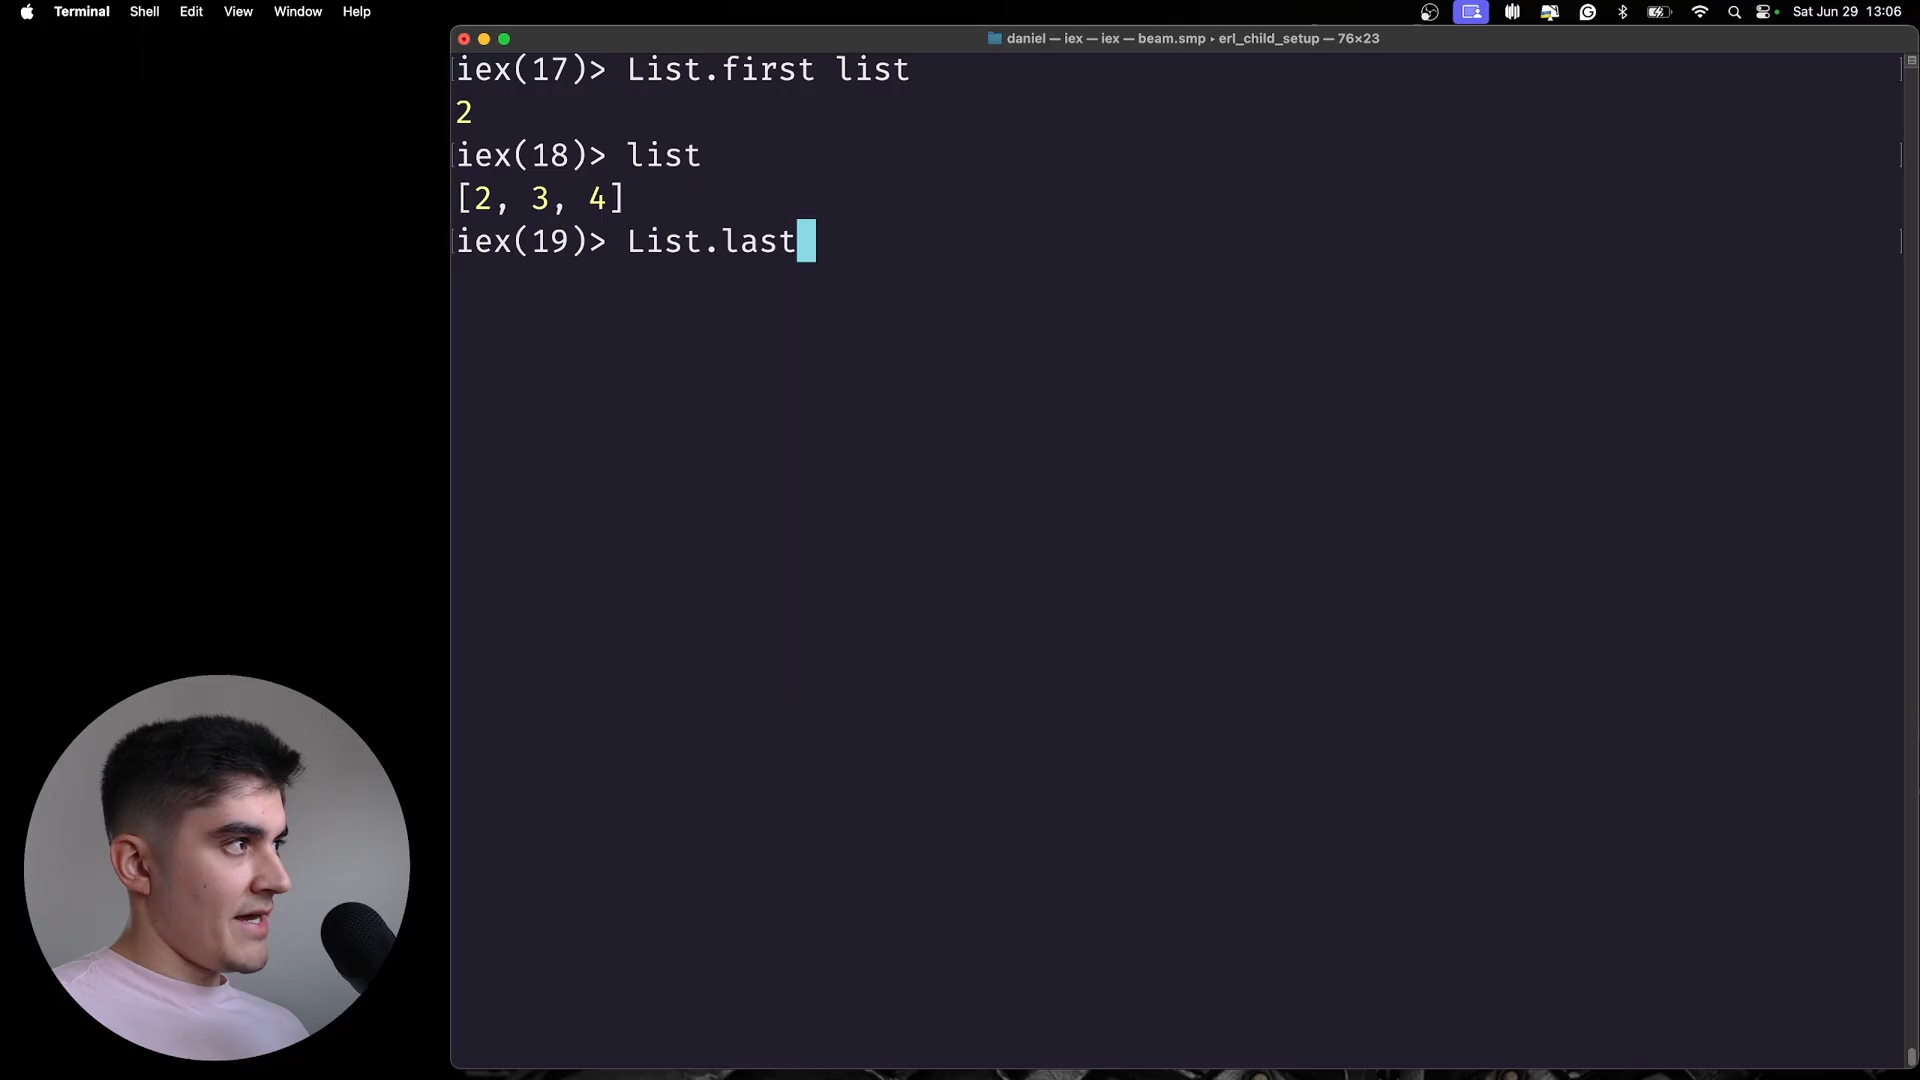 Terminal Shell Edit View Window Help Sat Jun 29 13:06
daniel — iex — iex — beam.smp ▸ erl_child_setup — 76×23
iex(17)> List.first list
2
iex(18)> list
[2, 3, 4]
iex(19)> List.last